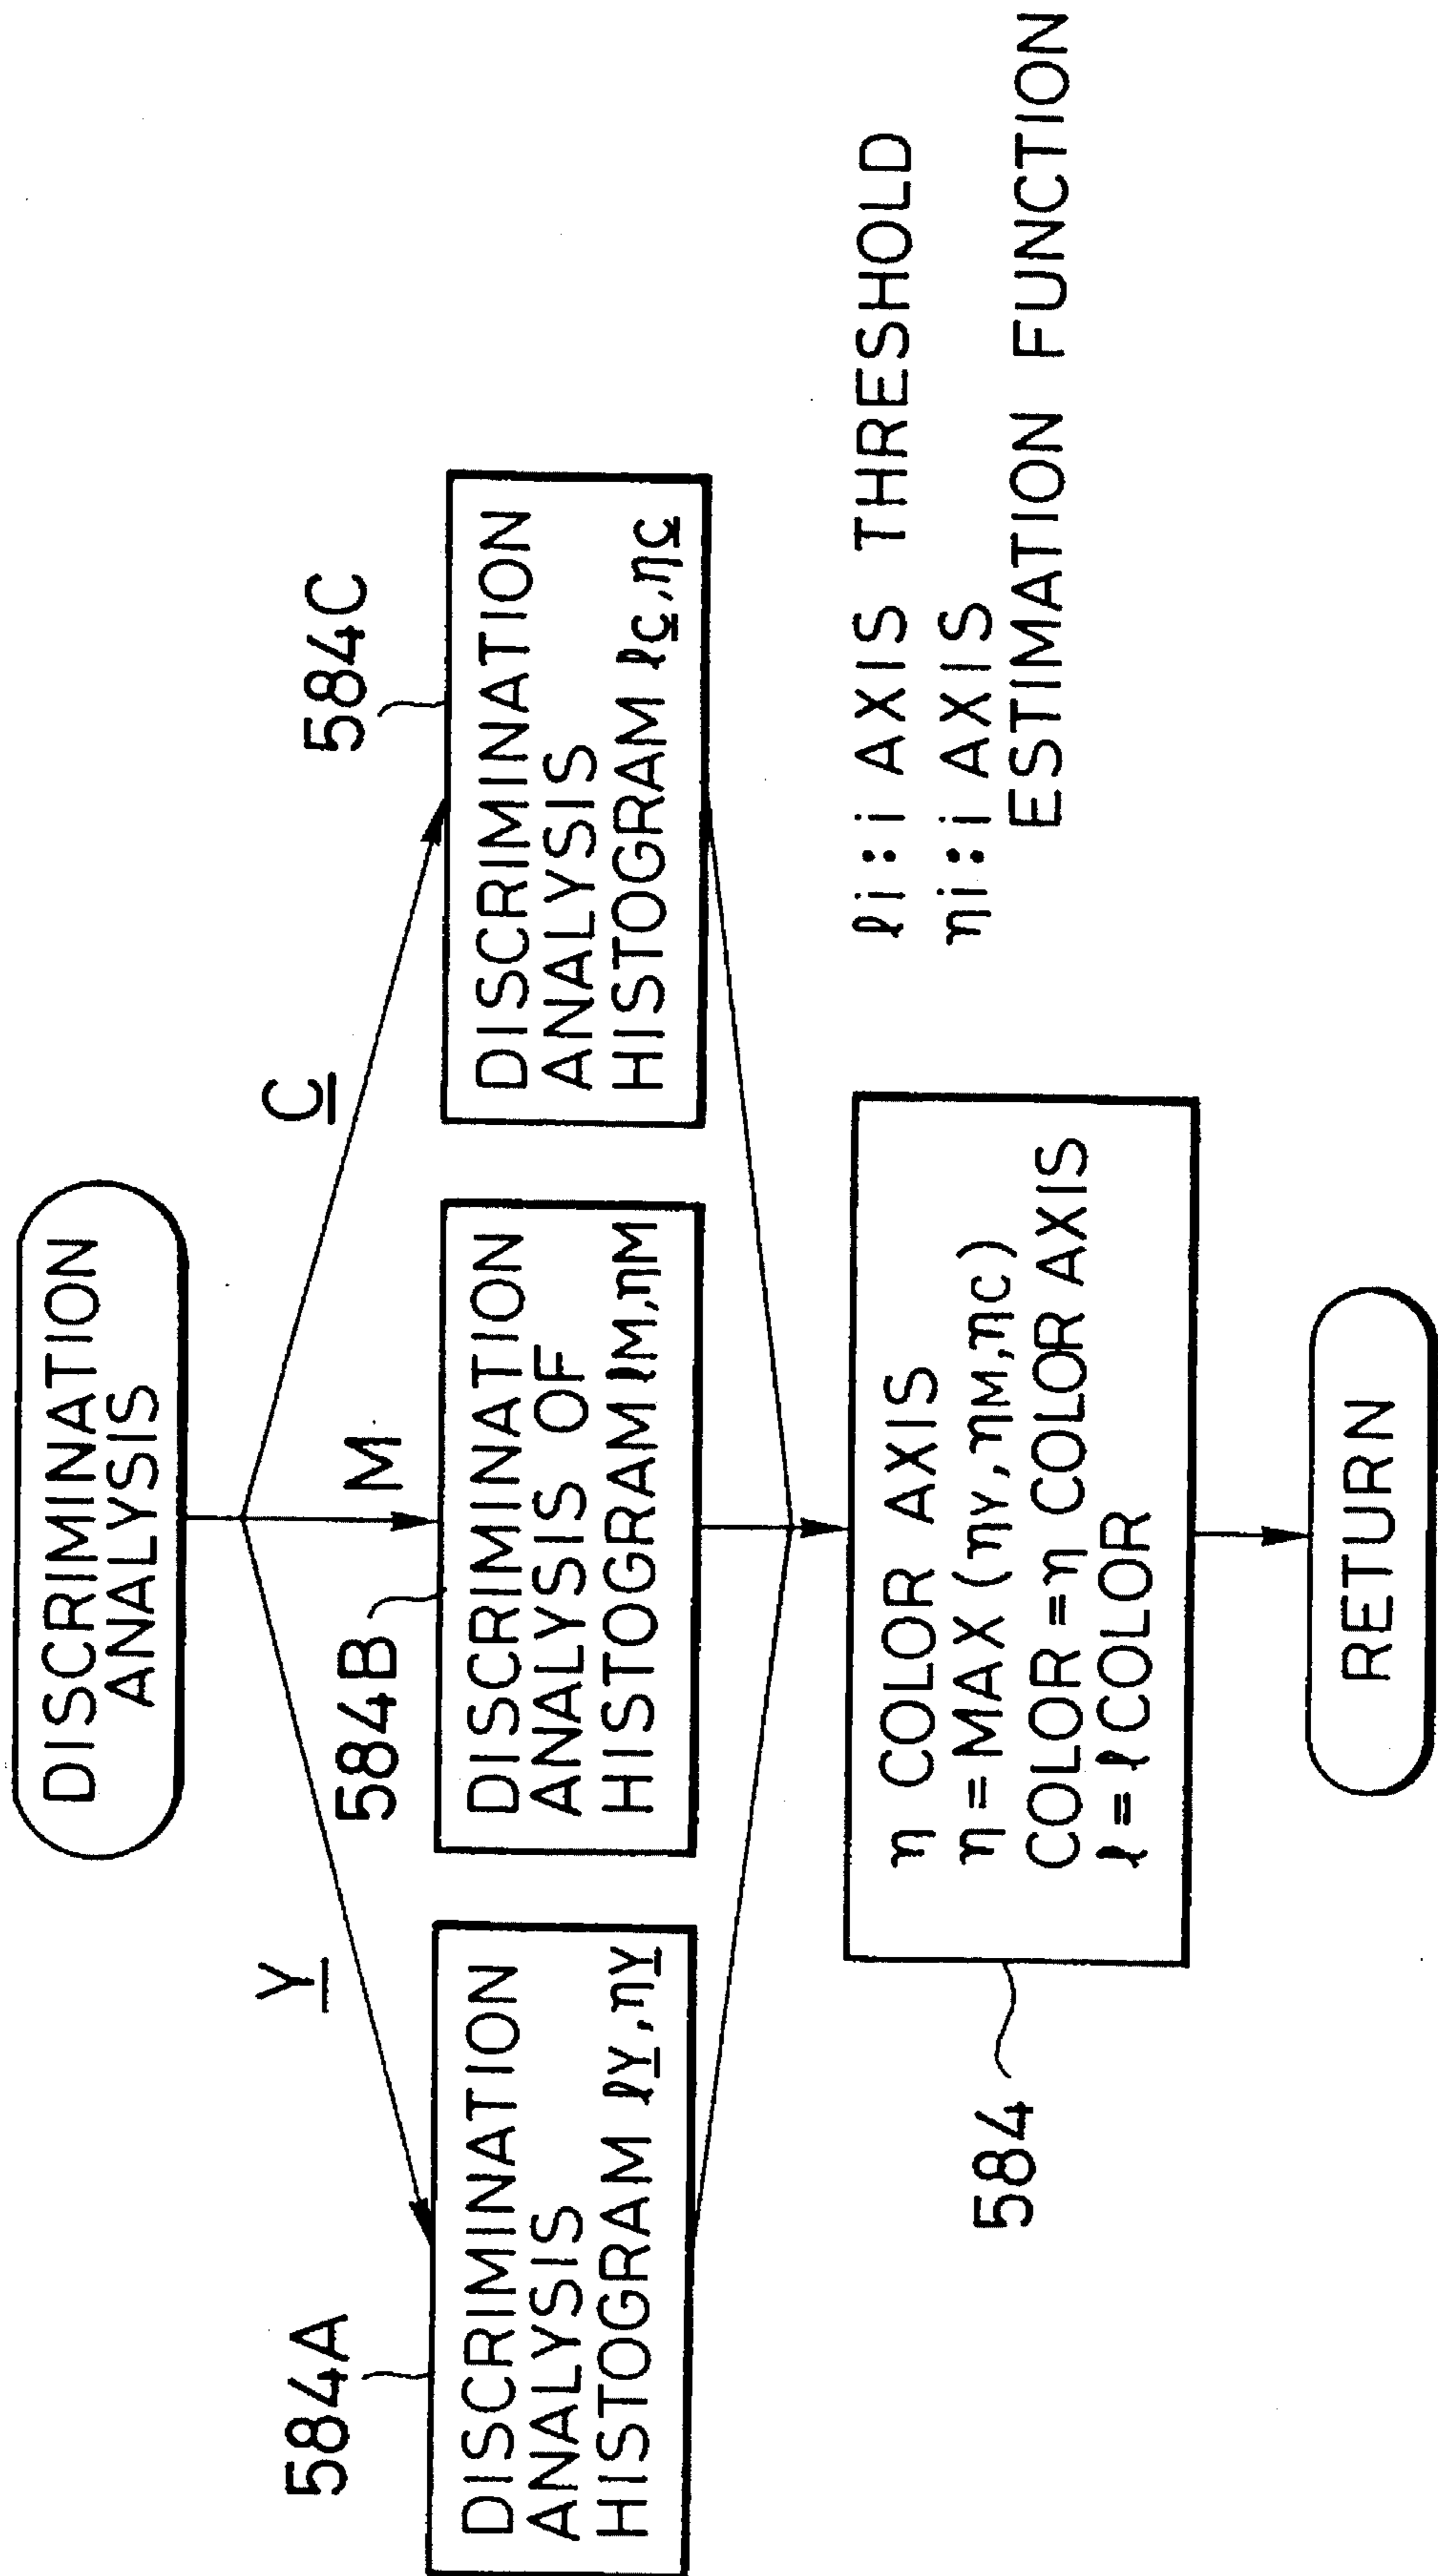 DISCRIMINATION
ANALYSIS
Y
M
C
584A
DISCRIMINATION
ANALYSIS
HISTOGRAM ℓY,ηY
584B
DISCRIMINATION
ANALYSIS OF
HISTOGRAM ℓM,ηM
584C
DISCRIMINATION
ANALYSIS
HISTOGRAM ℓC,ηC
584
η COLOR AXIS
η=MAX(ηY,ηM,ηC)
COLOR=η COLOR AXIS
ℓ=ℓ COLOR
ℓi:i AXIS THRESHOLD
ηi:i AXIS
ESTIMATION FUNCTION
RETURN